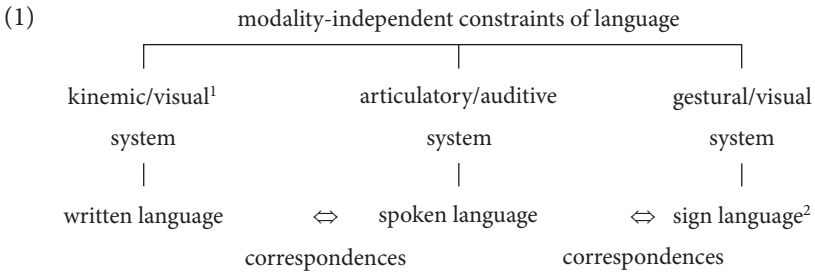 (1) modality-independent constraints of language
kinemic/visual¹ articulatory/auditive gestural/visual
system system system
written language ⇔ spoken language ⇔ sign language²
correspondences correspondences